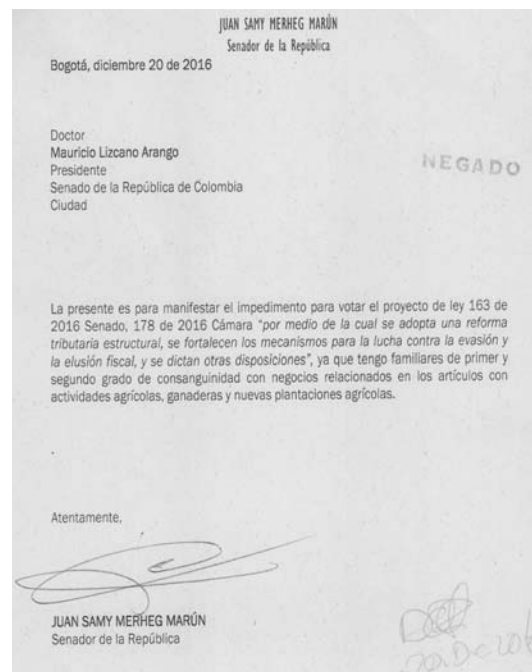 JUAN SAMY MERHEG MARÚN
Senador de la República
Bogotá, diciembre 20 de 2016
Doctor
Mauricio Lizcano Arango
Presidente
Senado de la República de Colombia
Ciudad
NEGADO
La presente es para manifestar el impedimento para votar el proyecto de ley 163 de
2016 Senado, 178 de 2016 Cámara "por medio de la cual se adopta una reforma
tributaria estructural, se fortalecen los mecanismos para la lucha contra la evasión y
la elusión fiscal, y se dictan otras disposiciones", ya que tengo familiares de primer y
segundo grado de consanguinidad con negocios relacionados en los artículos con
actividades agrícolas, ganaderas y nuevas plantaciones agrícolas.
Atentamente,
JUAN SAMY MERHEG MARÚN
Senador de la República